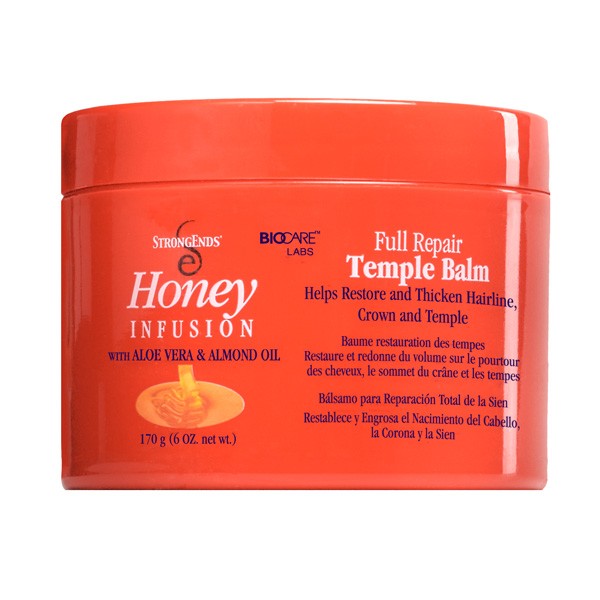 STRONGENDS®
Honey
INFUSION
WITH ALOE VERA & ALMOND OIL
170 g (6 OZ. net wt.)
BIOCARE™
LABS
Full Repair
Temple Balm
Helps Restore and Thicken Hairline,
Crown and Temple
Baume restauration des tempes
Restaure et redonne du volume sur le pourtour
des cheveux, le sommet du crâne et les tempes
Bálsamo para Reparación Total de la Sien
Restablece y Engrosa el Nacimiento del Cabello,
la Corona y la Sien